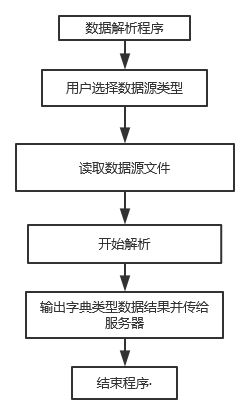 数据解析程序
用户选择数据源类型
读取数据源文件
开始解析
输出字典类型数据结果并传给
服务器
结束程序.